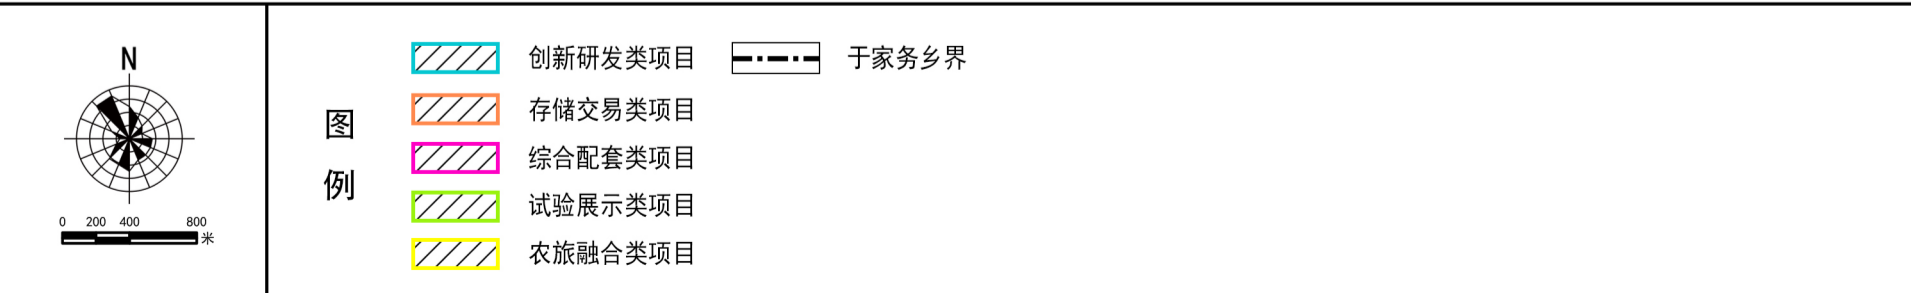 N
0 200 400 800
米
图
例
创新研发类项目
存储交易类项目
综合配套类项目
试验展示类项目
农旅融合类项目
于家务乡界